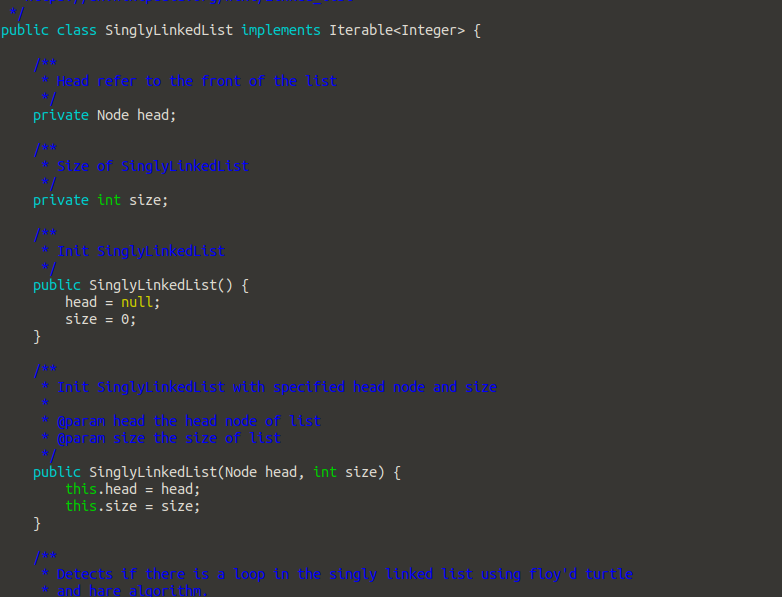 */
public class SinglyLinkedList implements Iterable<Integer> {
/**
* Head refer to the front of the list
*/
private Node head;
/**
* Size of SinglyLinkedList
*/
private int size;
/**
* Init SinglyLinkedList
*/
public SinglyLinkedList() {
head = null;
size = 0;
}
/**
* Init SinglyLinkedList with specified head node and size
*
* @param head the head node of list
* @param size the size of list
*/
public SinglyLinkedList(Node head, int size) {
this.head = head;
this.size = size;
}
/**
* Detects if there is a loop in the singly linked list using floy'd turtle
* and hare algorithm.